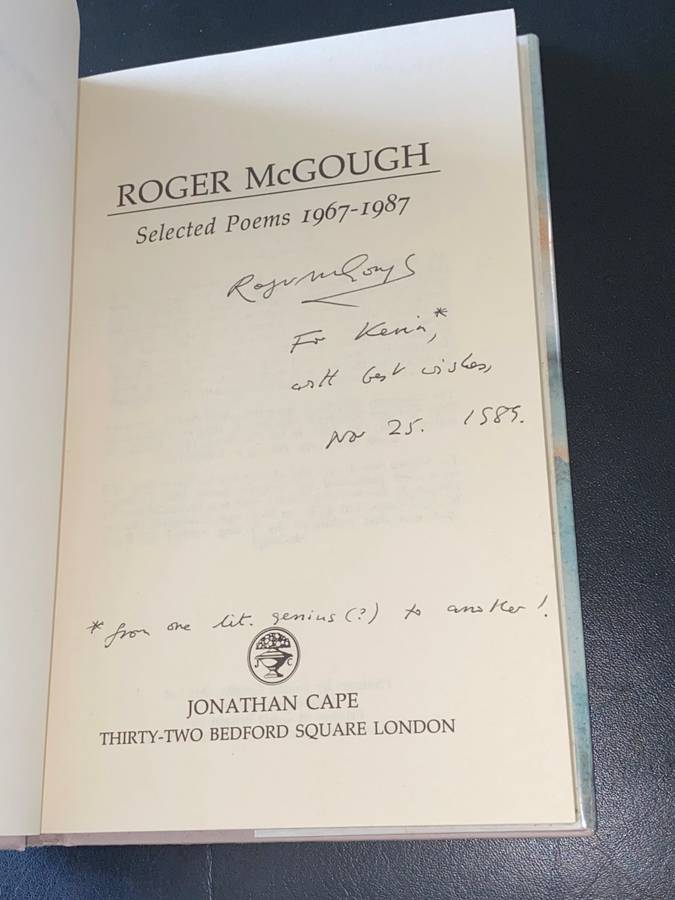 ROGER McGOUGH
Selected Poems 1967-1987
Roger McGough
For Kevin,*
with best wishes,
Nov 25. 1989.
* from one lit. genius (?) to another!
J C
JONATHAN CAPE
THIRTY-TWO BEDFORD SQUARE LONDON